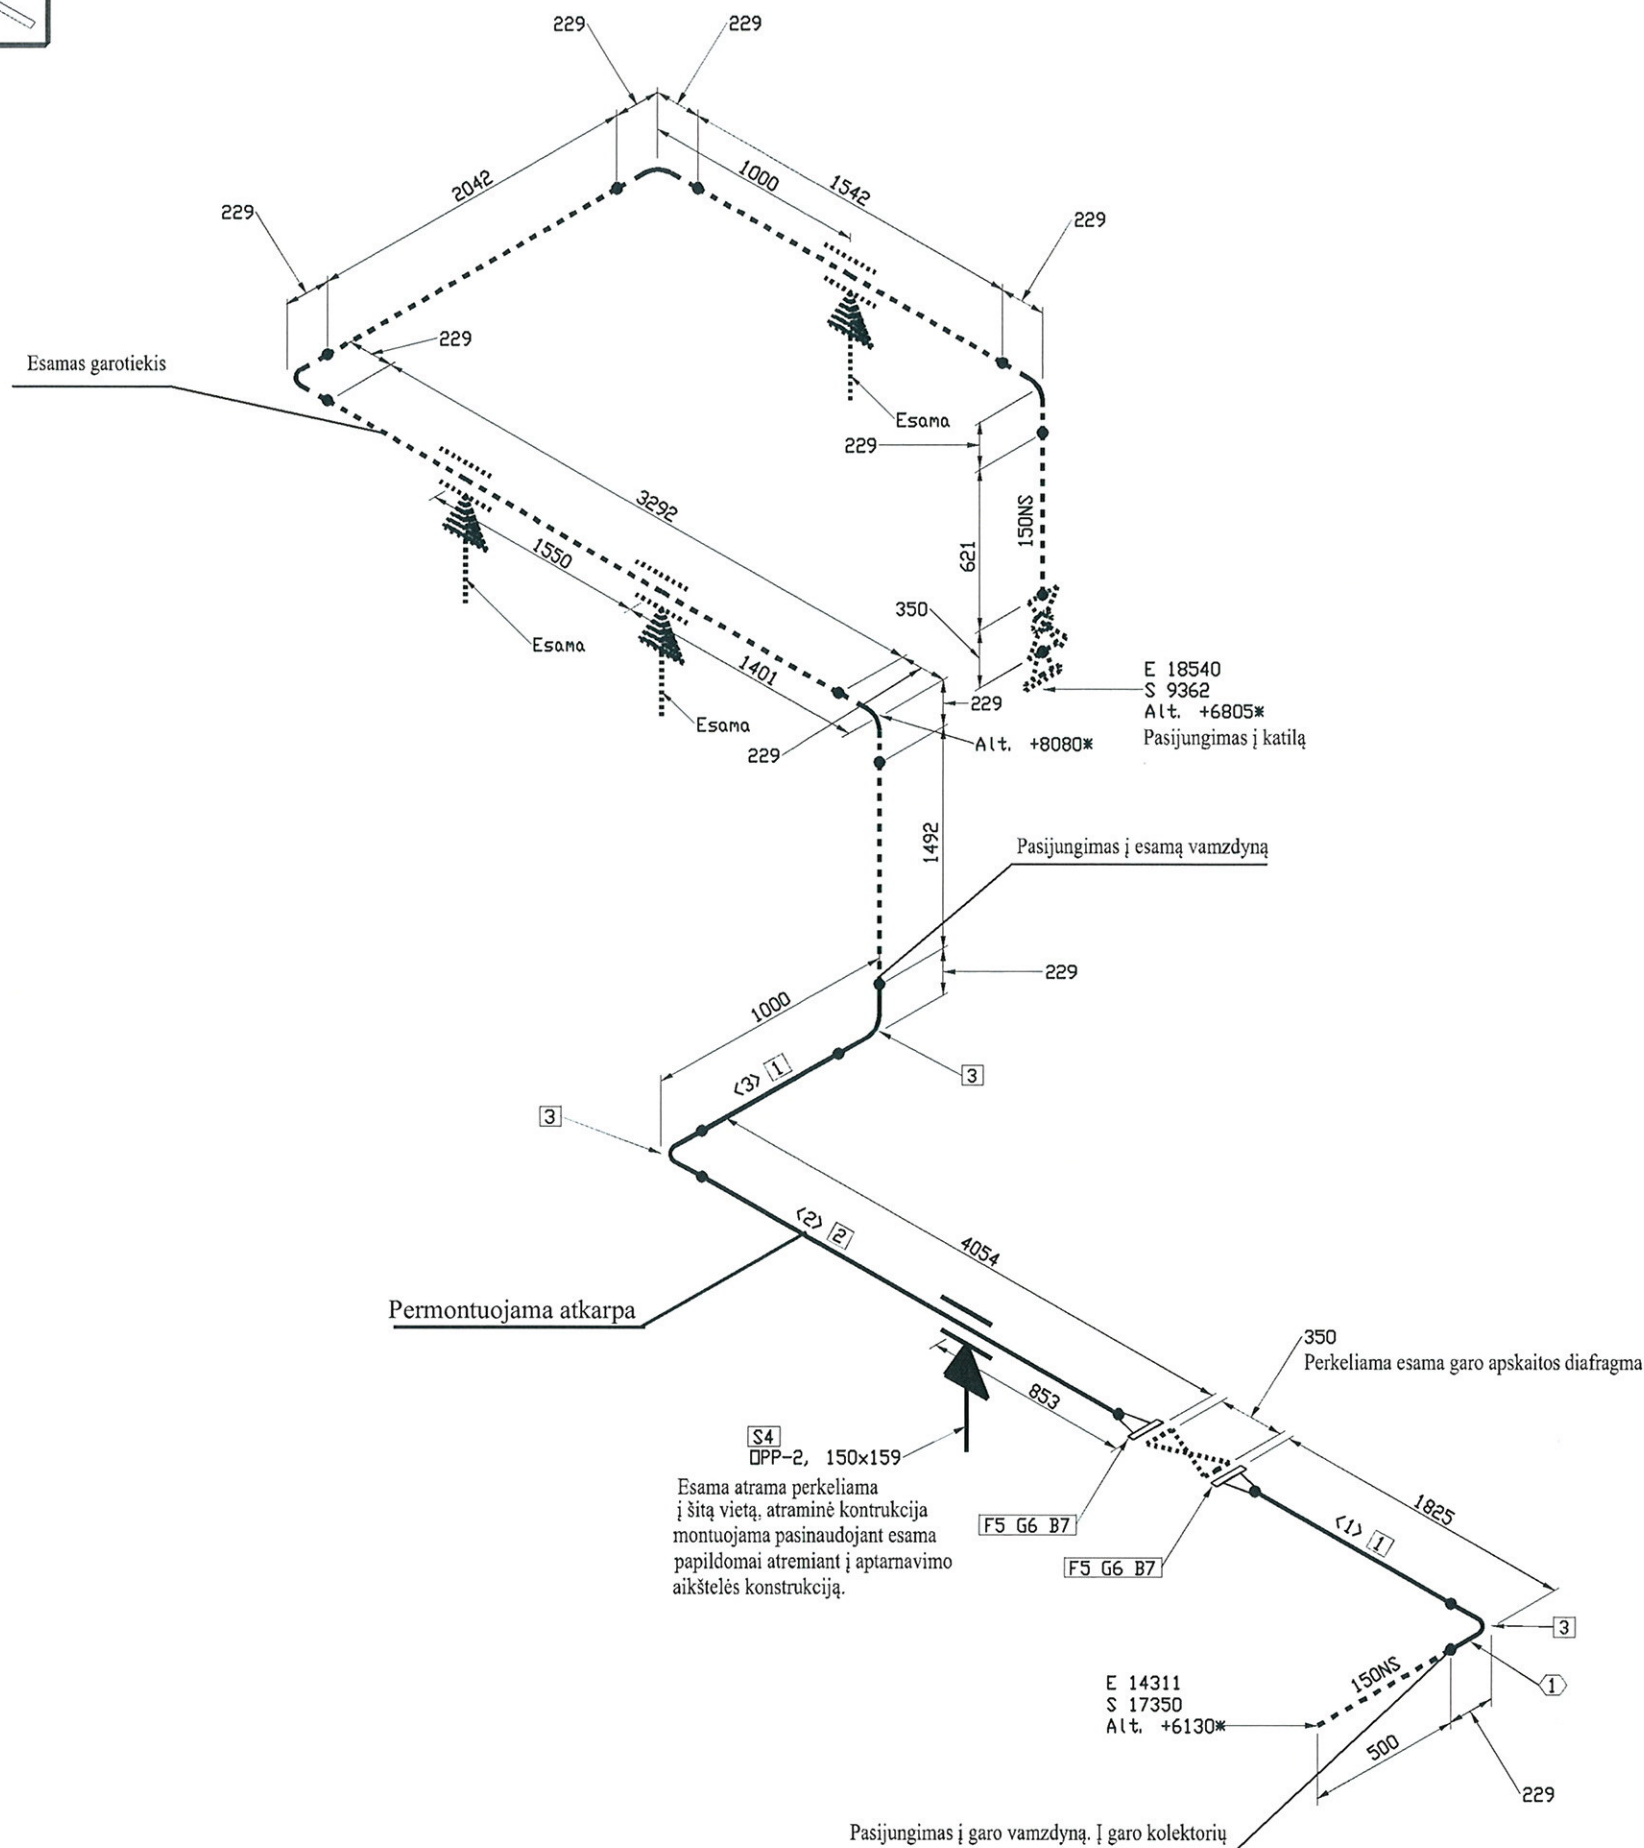 229
229
2042
1000
1542
229
229
229
Esamas garotiekis
Esama
229
3292
150NS
621
1550
350
Esama
1401
E 18540
S 9362
Alt. +6805*
Pasijungimas į katilą
Esama
229
229
Alt. +8080*
1492
Pasijungimas į esamą vamzdyną
229
1000
3
<3> 1
3
<2> 2
4054
Permontuojama atkarpa
350
Perkeliama esama garo apskaitos diafragma
853
S4
OPP-2, 150x159
Esama atrama perkeliama
į šitą vietą, atraminė kontrukcija
montuojama pasinaudojant esama
papildomai atremiant į aptarnavimo
aikštelės konstrukciją.
F5 G6 B7
F5 G6 B7
1825
<1> 1
3
150NS
1
E 14311
S 17350
Alt. +6130*
500
229
Pasijungimas į garo vamzdyną. Į garo kolektorių